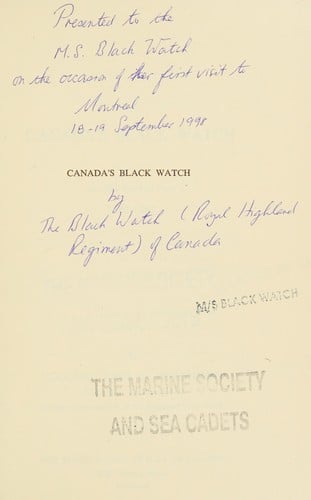 Presented to the
M.S. Black Watch
on the occasion of her first visit to
Montreal
18-19 September 1998
CANADA'S BLACK WATCH
by
The Black Watch (Royal Highland
Regiment) of Canada
M/S BLACK WATCH
THE MARINE SOCIETY
AND SEA CADETS